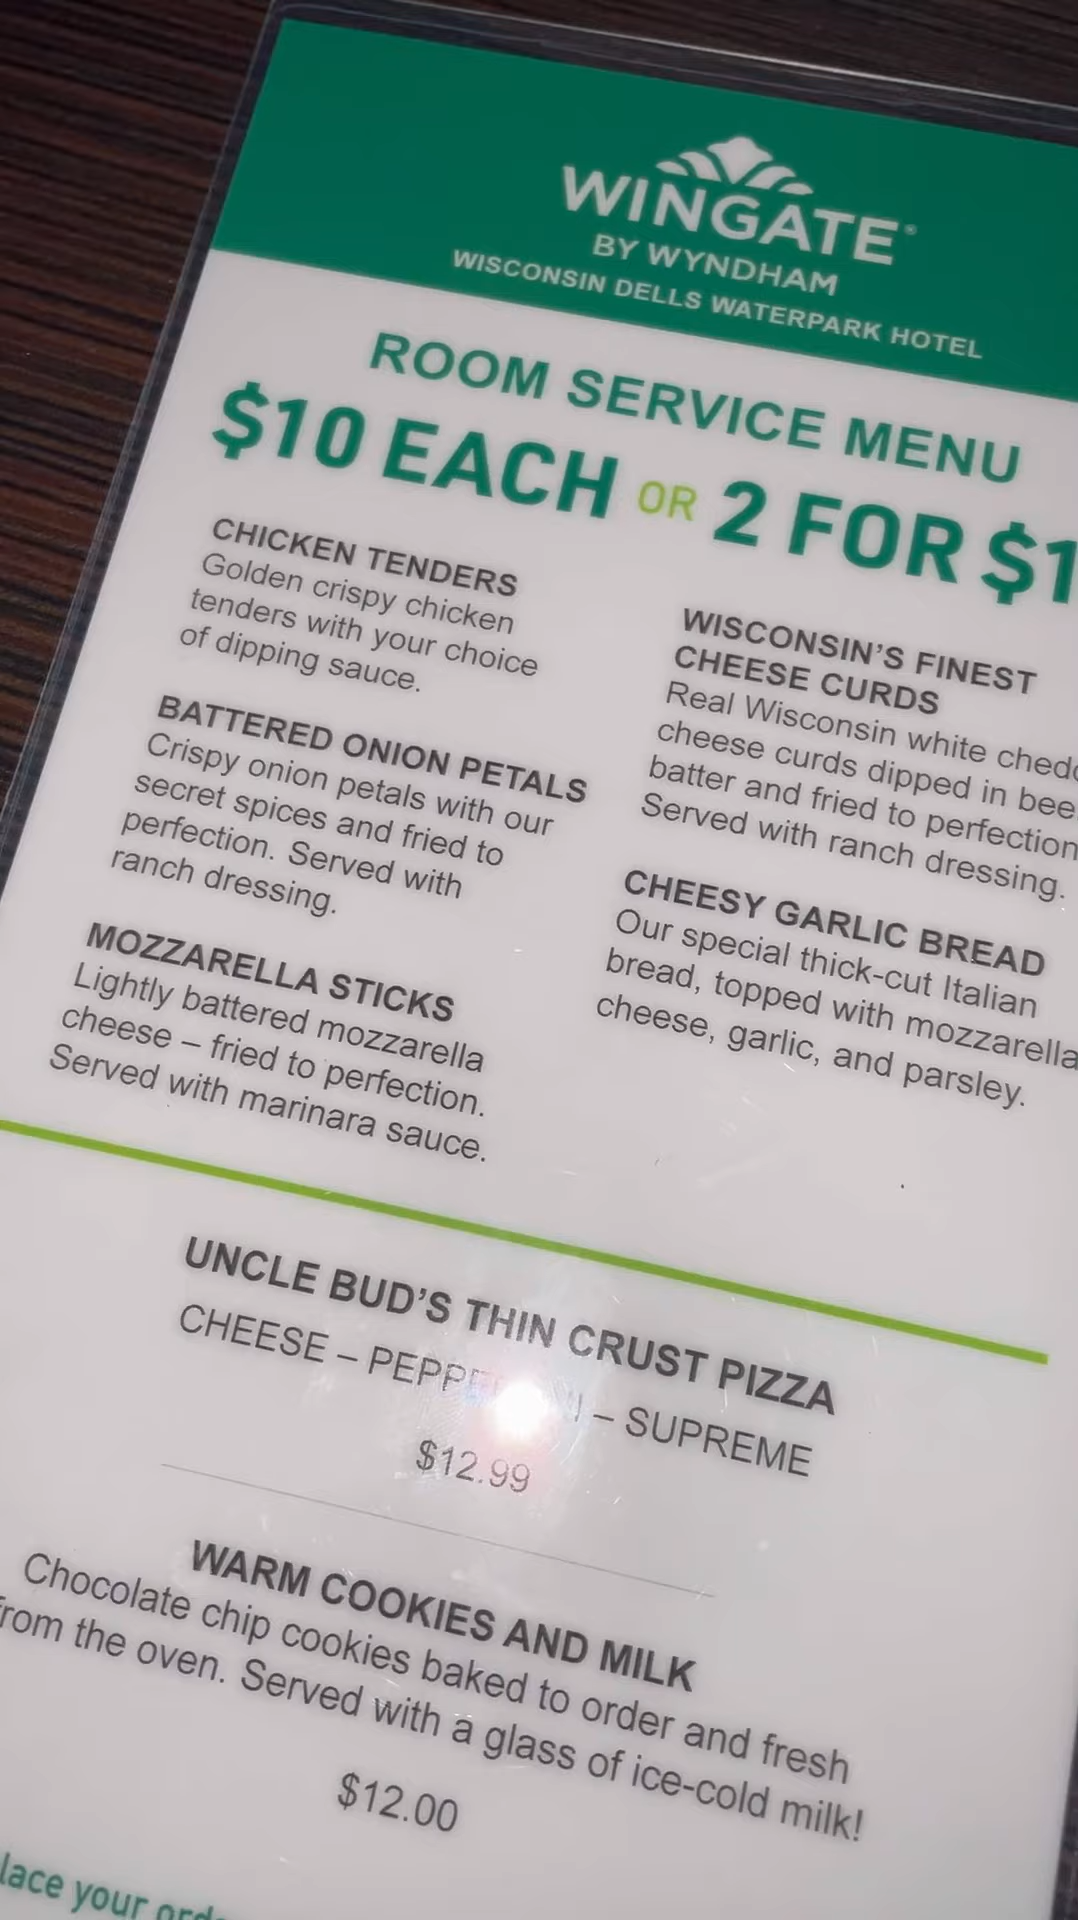 WINGATE®
BY WYNDHAM
WISCONSIN DELLS WATERPARK HOTEL
ROOM SERVICE MENU
$10 EACH OR 2 FOR $1
CHICKEN TENDERS
Golden crispy chicken
tenders with your choice
of dipping sauce.
BATTERED ONION PETALS
Crispy onion petals with our
secret spices and fried to
perfection. Served with
ranch dressing.
MOZZARELLA STICKS
Lightly battered mozzarella
cheese – fried to perfection.
Served with marinara sauce.
WISCONSIN'S FINEST
CHEESE CURDS
Real Wisconsin white
cheese curds dipped in
batter and fried to perfection
Served with ranch dressing.
CHEESY GARLIC BREAD
Our special thick-cut Italian
bread, topped with mozzarella
cheese, garlic, and parsley.
UNCLE BUD'S THIN CRUST PIZZA
CHEESE – – SUPREME
$12.99
WARM COOKIES AND MILK
Chocolate chip cookies baked to order and fresh
from the oven. Served with a glass of ice-cold milk!
$12.00
your